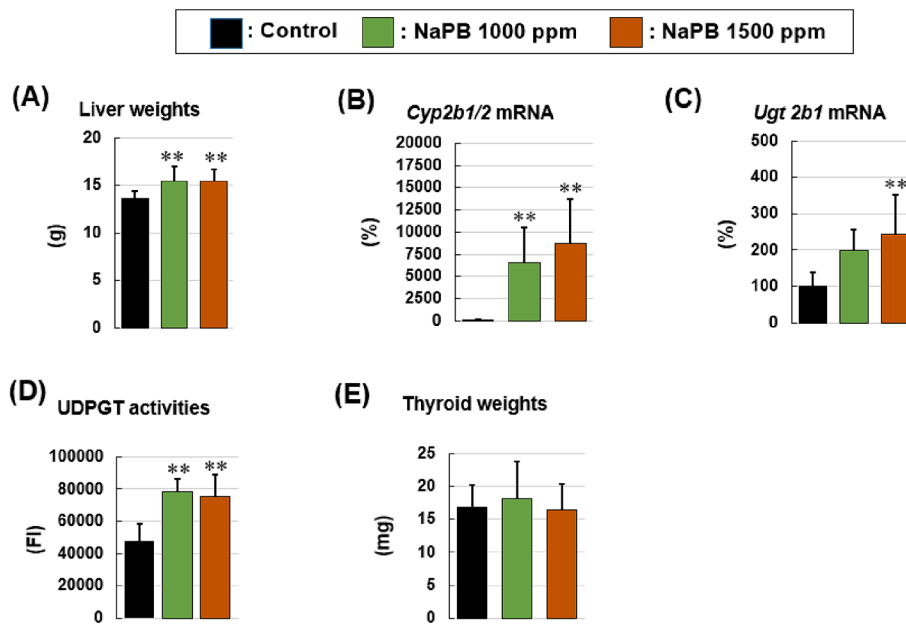 : Control : NaPB 1000 ppm : NaPB 1500 ppm
(A)
Liver weights
20
15
10
5
0
(g)
**
**
(B)
Cyp2b1/2 mRNA
20000
17500
15000
12500
10000
7500
5000
2500
0
(%)
**
**
(C)
Ugt 2b1 mRNA
500
400
300
200
100
0
(%)
**
(D)
UDPGT activities
100000
80000
60000
40000
20000
0
(FI)
**
**
(E)
Thyroid weights
25
20
15
10
5
0
(mg)